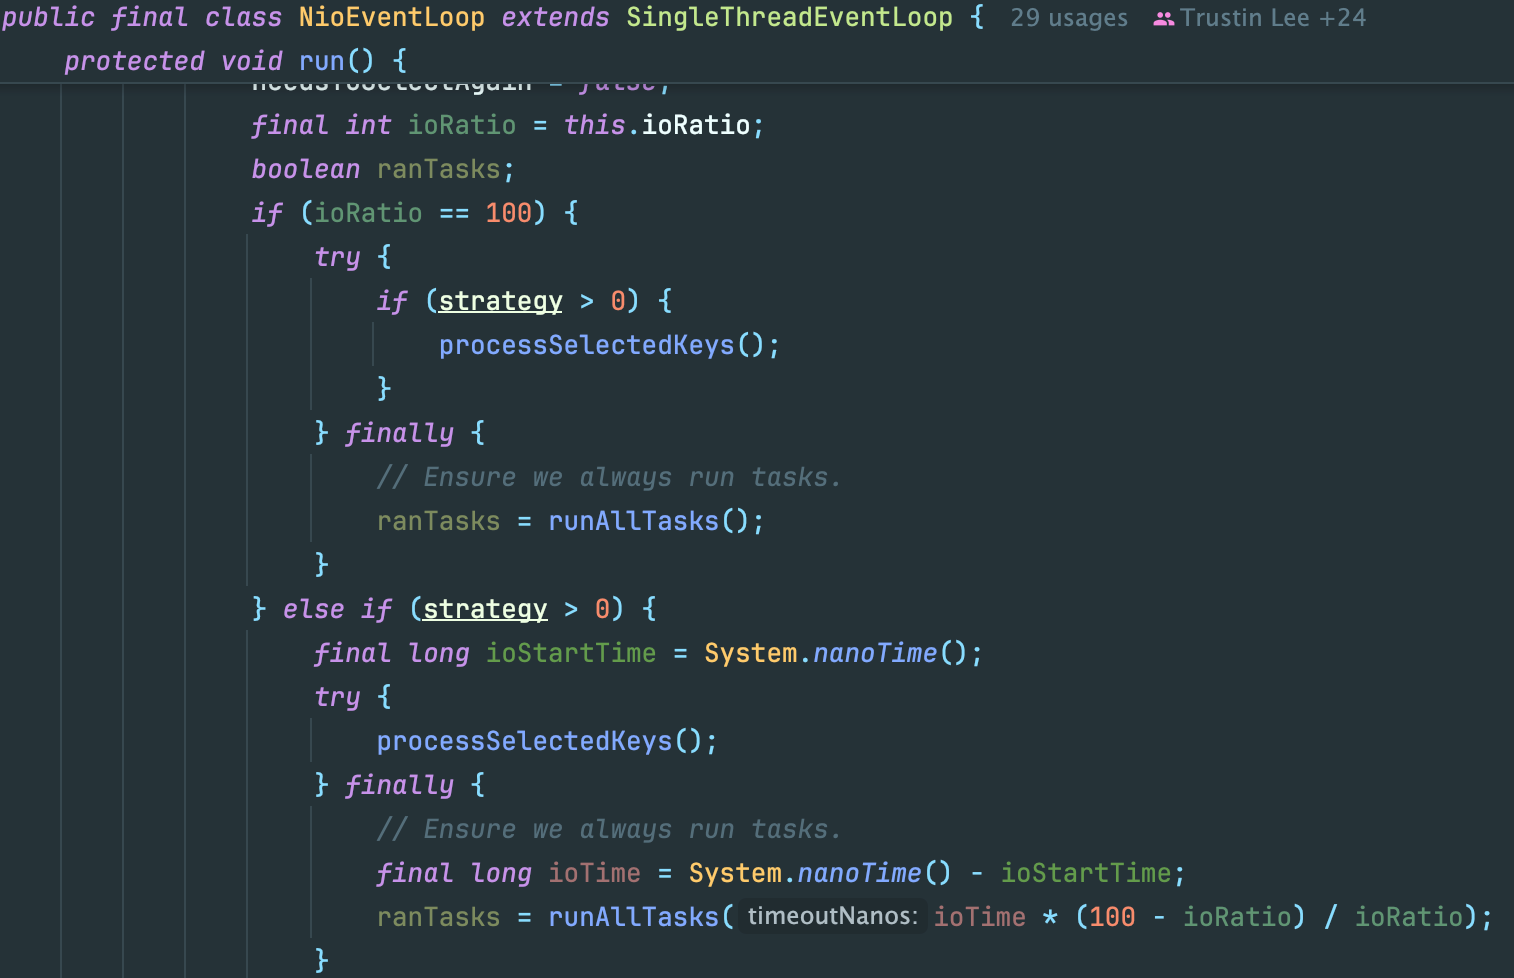 public final class NioEventLoop extends SingleThreadEventLoop {  29 usages  Trustin Lee +24
    protected void run() {
                needsToSelectAgain = false;
                final int ioRatio = this.ioRatio;
                boolean ranTasks;
                if (ioRatio == 100) {
                    try {
                        if (strategy > 0) {
                            processSelectedKeys();
                        }
                    } finally {
                        // Ensure we always run tasks.
                        ranTasks = runAllTasks();
                    }
                } else if (strategy > 0) {
                    final long ioStartTime = System.nanoTime();
                    try {
                        processSelectedKeys();
                    } finally {
                        // Ensure we always run tasks.
                        final long ioTime = System.nanoTime() - ioStartTime;
                        ranTasks = runAllTasks( timeoutNanos: ioTime * (100 - ioRatio) / ioRatio);
                    }